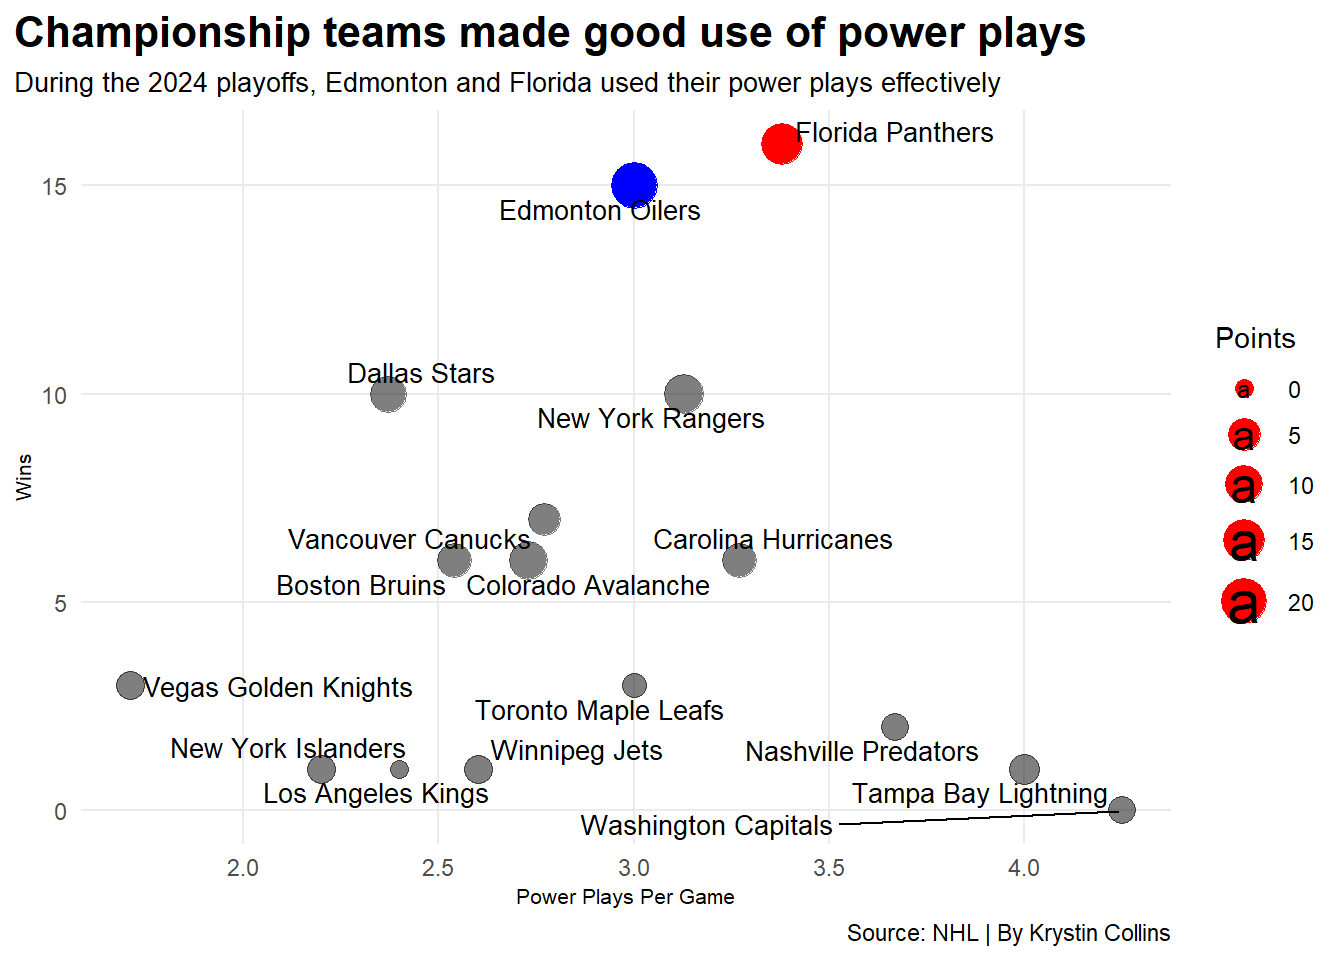 Championship teams made good use of power plays
During the 2024 playoffs, Edmonton and Florida used their power plays effectively
Florida Panthers
15
Edmonton Oilers
Points
Dallas Stars
a 0
10
New York Rangers
a 5
Wins
a 10
Vancouver Canucks
Carolina Hurricanes
a 15
Boston Bruins
Colorado Avalanche
5
a 20
Vegas Golden Knights
Toronto Maple Leafs
New York Islanders
Winnipeg Jets
Nashville Predators
Los Angeles Kings
Tampa Bay Lightning
0
Washington Capitals
2.0 2.5 3.0 3.5 4.0
Power Plays Per Game
Source: NHL | By Krystin Collins